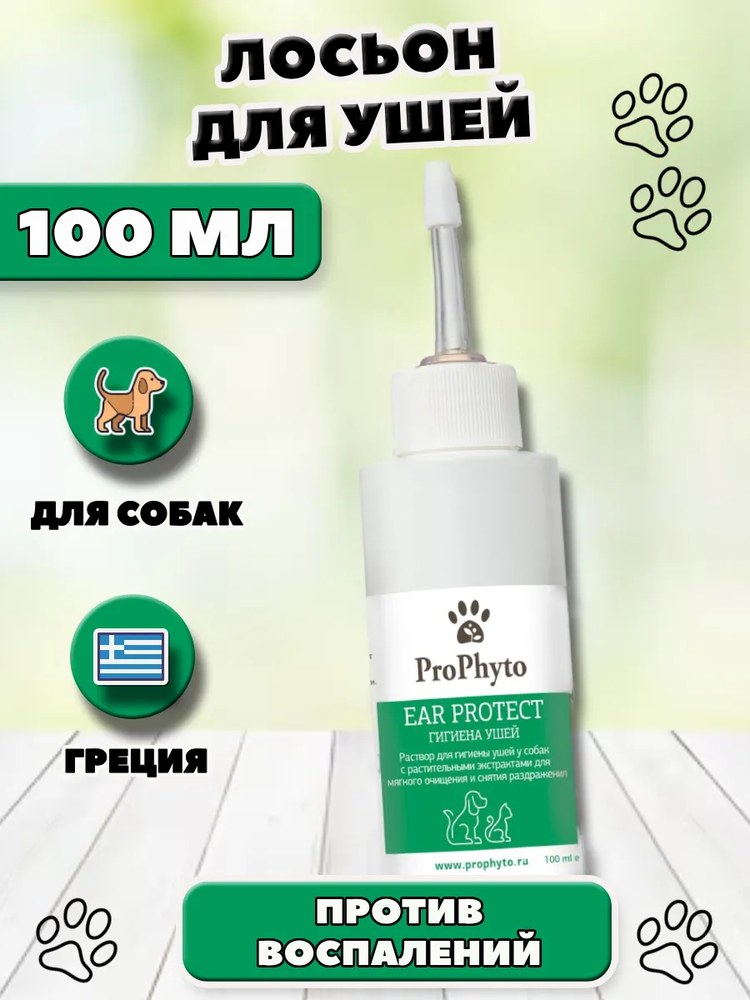 ЛОСЬОН
ДЛЯ УШЕЙ
100 МЛ
ДЛЯ СОБАК
ГРЕЦИЯ
ProPhyto
EAR PROTECT
ГИГИЕНА УШЕЙ
Раствор для гигиены ушей у собак
с растительными экстрактами для
мягкого очищения и снятия раздражения
www.prophyto.ru 100 ml e
ПРОТИВ
ВОСПАЛЕНИЙ